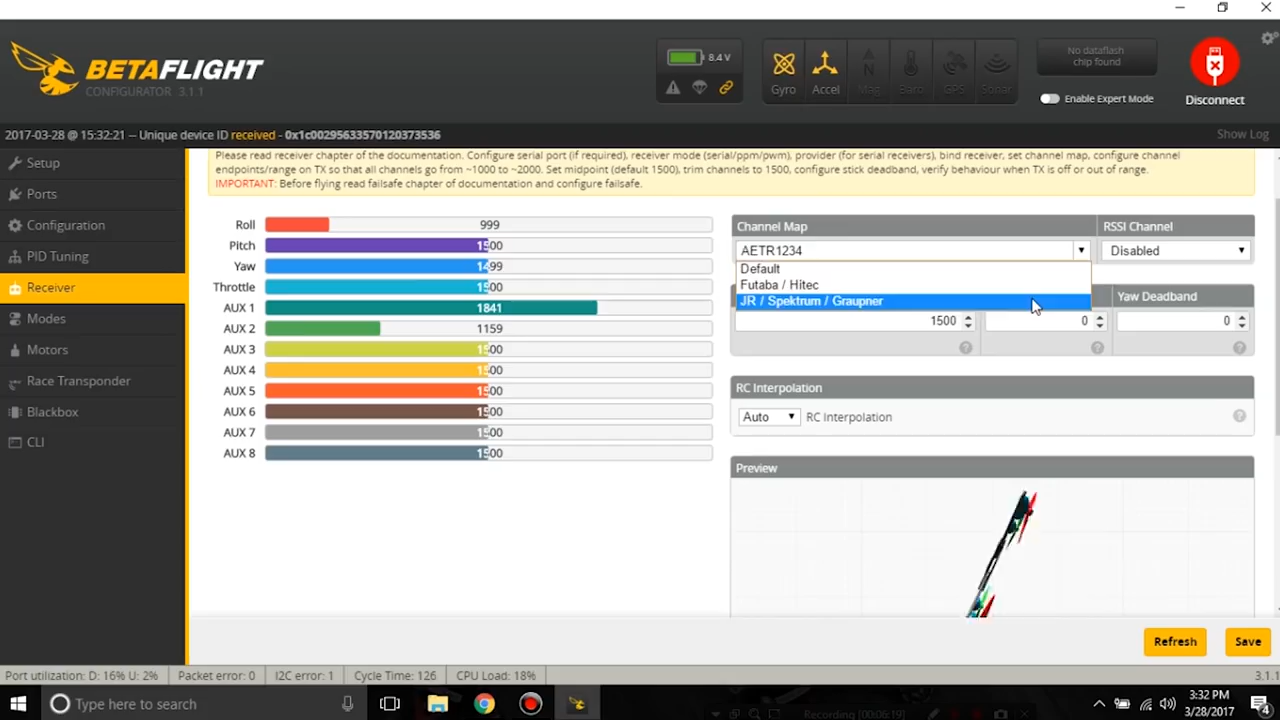 BETAFLIGHT
CONFIGURATOR 3.1.1
8.4 V
Gyro
Accel
Mag
Baro
GPS
Sonar
No dataflash
chip found
Enable Expert Mode
Disconnect
2017-03-28 @ 15:32:21 -- Unique device ID received - 0x1c00295633570120373536
Show Log
Setup
Ports
Configuration
PID Tuning
Receiver
Modes
Motors
Race Transponder
Blackbox
CLI
Please read receiver chapter of the documentation. Configure serial port (if required), receiver mode (serial/ppm/pwm), provider (for serial receivers), bind receiver, set channel map, configure channel
endpoints/range on TX so that all channels go from ~1000 to ~2000. Set midpoint (default 1500), trim channels to 1500, configure stick deadband, verify behaviour when TX is off or out of range.
IMPORTANT: Before flying read failsafe chapter of documentation and configure failsafe.
Roll 999
Pitch 1500
Yaw 1499
Throttle 1500
AUX 1 1841
AUX 2 1159
AUX 3 1500
AUX 4 1500
AUX 5 1500
AUX 6 1500
AUX 7 1500
AUX 8 1500
Channel Map
RSSI Channel
AETR1234
Disabled
Default
Futaba / Hitec
JR / Spektrum / Graupner
Yaw Deadband
1500
0
0
RC Interpolation
Auto RC Interpolation
Preview
Refresh
Save
Port utilization: D: 16% U: 2%
Packet error: 0
I2C error: 1
Cycle Time: 126
CPU Load: 18%
3.1.1
Type here to search
Recording [00:05:19]
3:32 PM
3/28/2017
4